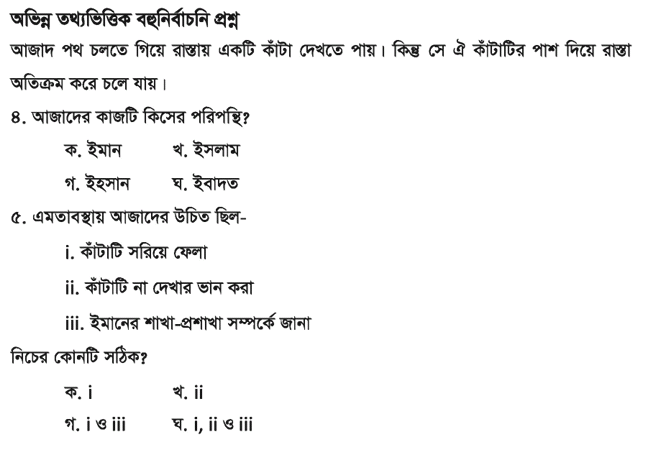 অভিন্ন তথ্যভিত্তিক বহুনির্বাচনি প্রশ্ন
আজাদ পথ চলতে গিয়ে রাস্তায় একটি কাঁটা দেখতে পায়। কিন্তু সে ঐ কাঁটাটির পাশ দিয়ে রাস্তা
অতিক্রম করে চলে যায়।
৪. আজাদের কাজটি কিসের পরিপন্থি?
ক. ইমান খ. ইসলাম
গ. ইহসান ঘ. ইবাদত
৫. এমতাবস্থায় আজাদের উচিত ছিল-
i. কাঁটাটি সরিয়ে ফেলা
ii. কাঁটাটি না দেখার ভান করা
iii. ইমানের শাখা-প্রশাখা সম্পর্কে জানা
নিচের কোনটি সঠিক?
ক. i খ. ii
গ. i ও iii ঘ. i, ii ও iii